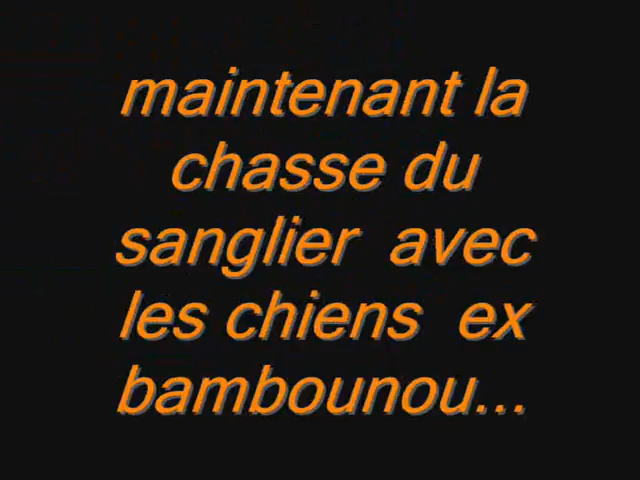 maintenant la
chasse du
sanglier  avec
les chiens  ex
bambounou...